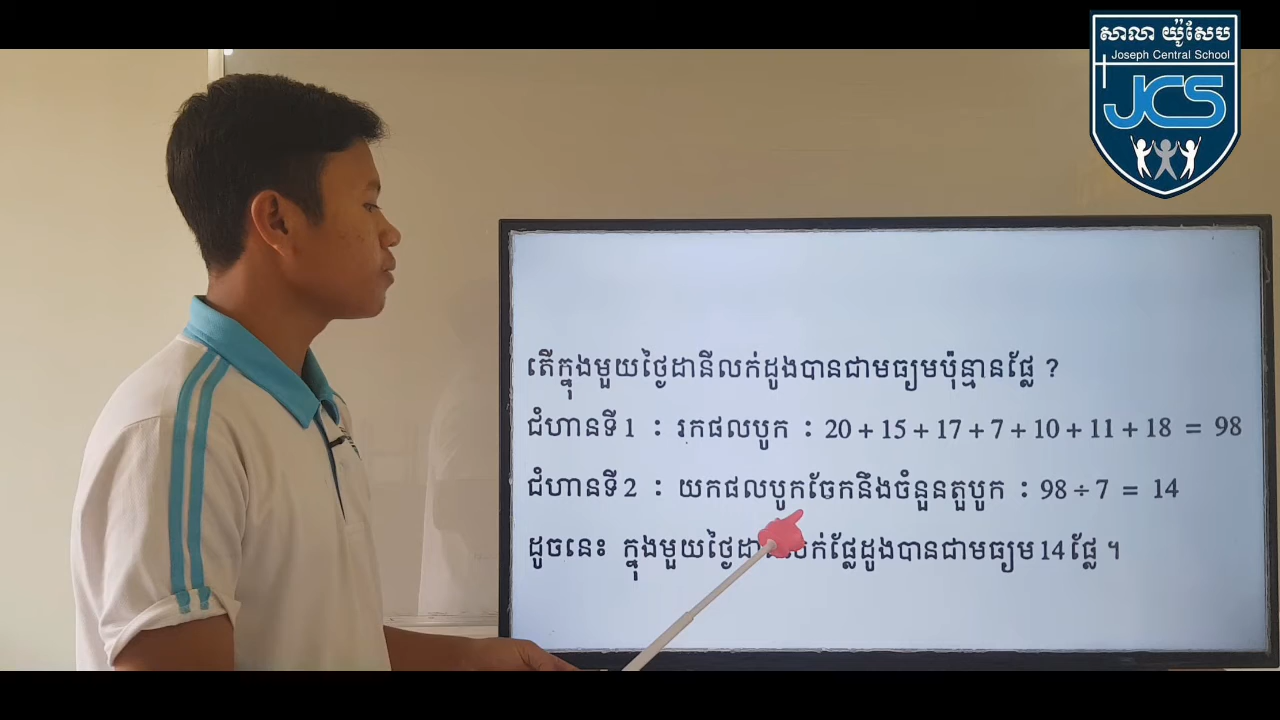 សាលា យ៉ូសែប
Joseph Central School
JCS
តើក្នុងមួយថ្ងៃដានីលក់ដូងបានជាមធ្យមប៉ុន្មានផ្លែ ?
ជំហានទី 1 : រកផលបូក : 20 + 15 + 17 + 7 + 10 + 11 + 18 = 98
ជំហានទី 2 : យកផលបូកចែកនឹងចំនួនតួបូក : 98 ÷ 7 = 14
ដូចនេះ ក្នុងមួយថ្ងៃដានីលក់ផ្លែដូងបានជាមធ្យម 14 ផ្លែ ។